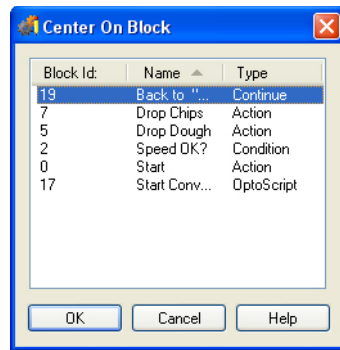 Center On Block
Block Id: Name Type
19 Back to "... Continue
7 Drop Chips Action
5 Drop Dough Action
2 Speed OK? Condition
0 Start Action
17 Start Conv... OptoScript
OK Cancel Help